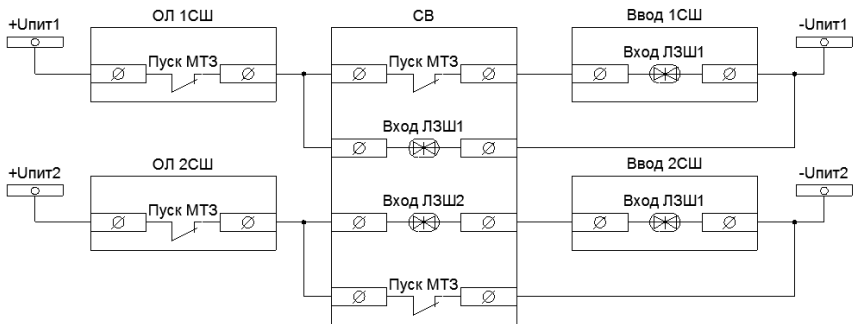 +Uпит1
ОЛ 1СШ
СВ
Ввод 1СШ
-Uпит1
Пуск МТЗ
Пуск МТЗ
Вход ЛЗШ1
Вход ЛЗШ1
+Uпит2
ОЛ 2СШ
Ввод 2СШ
-Uпит2
Пуск МТЗ
Вход ЛЗШ2
Вход ЛЗШ1
Пуск МТЗ